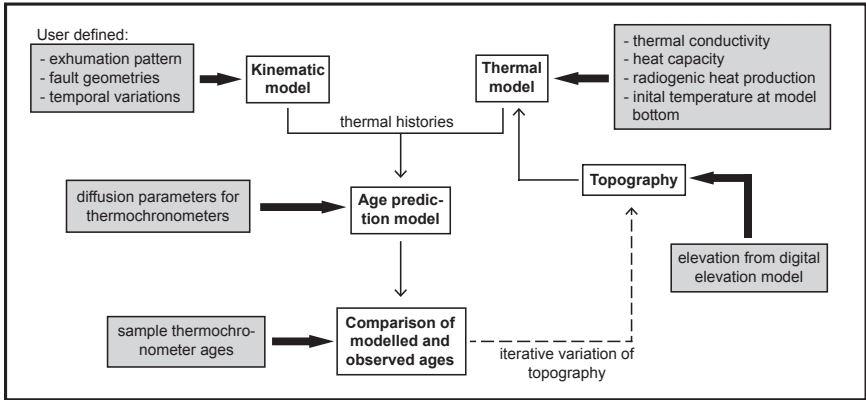 User defined:
- exhumation pattern
- fault geometries
- temporal variations
Kinematic
model
Thermal
model
- thermal conductivity
- heat capacity
- radiogenic heat production
- inital temperature at model
bottom
thermal histories
diffusion parameters for
thermochronometers
Age predic-
tion model
Topography
elevation from digital
elevation model
sample thermochro-
nometer ages
Comparison of
modelled and
observed ages
iterative variation of
topography